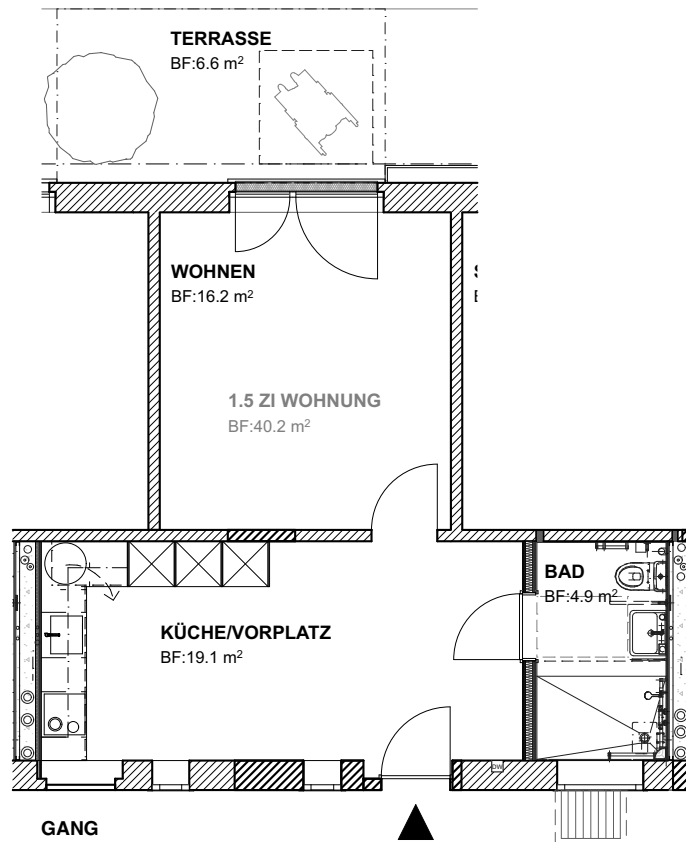 TERRASSE
BF:6.6 m²
WOHNEN
BF:16.2 m²
1.5 ZI WOHNUNG
BF:40.2 m²
BAD
BF:4.9 m²
KÜCHE/VORPLATZ
BF:19.1 m²
DW
GANG